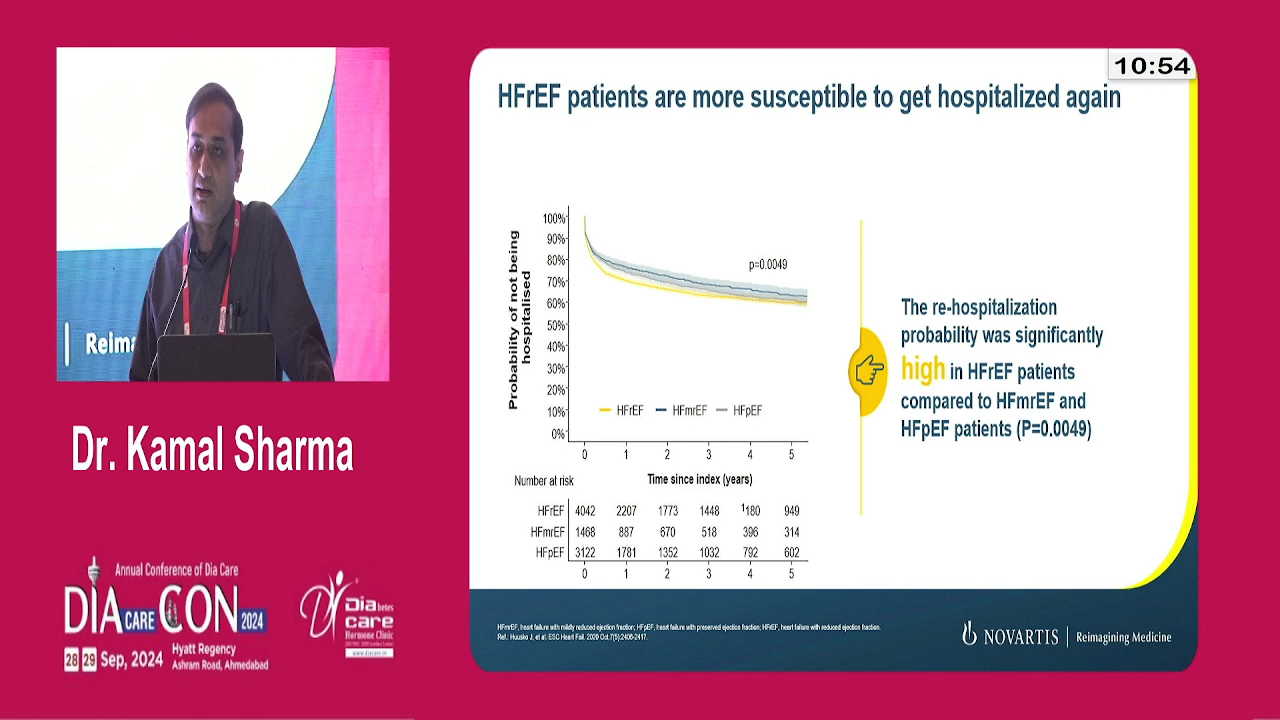 10:54
HFrEF patients are more susceptible to get hospitalized again
Probability of not being
hospitalised
100%
90%
80%
70%
60%
50%
40%
30%
20%
10%
0%
p=0.0049
HFrEF HFmrEF HFpEF
0 1 2 3 4 5
Number at risk
Time since index (years)
HFrEF 4042 2207 1773 1448 1180 949
HFmrEF 1468 887 670 518 396 314
HFpEF 3122 1781 1352 1032 792 602
0 1 2 3 4 5
The re-hospitalization
probability was significantly
high in HFrEF patients
compared to HFmrEF and
HFpEF patients (P=0.0049)
HFmrEF, heart failure with mildly reduced ejection fraction; HFpEF, heart failure with preserved ejection fraction; HFrEF, heart failure with reduced ejection fraction.
Ref.: Huusko J, et al. ESC Heart Fail. 2020 Oct;7(5):2406-2417.
NOVARTIS | Reimagining Medicine
Reima
Dr. Kamal Sharma
Annual Conference of Dia Care
DIA CARE CON 2024
28 29 Sep, 2024
Hyatt Regency
Ashram Road, Ahmedabad
Diabetes
care
Hormone Clinic
www.diacare.in